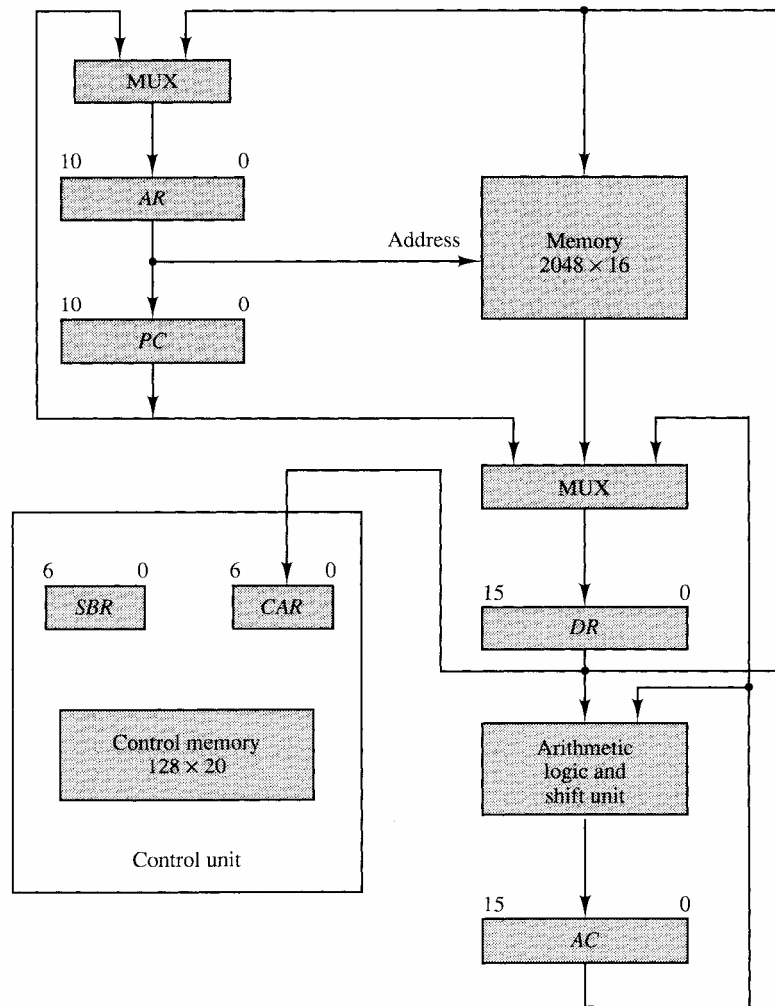 MUX
10 0
AR
Address
Memory
2048 × 16
10 0
PC
MUX
6 0
SBR
6 0
CAR
15 0
DR
Control memory
128 × 20
Control unit
Arithmetic
logic and
shift unit
15 0
AC